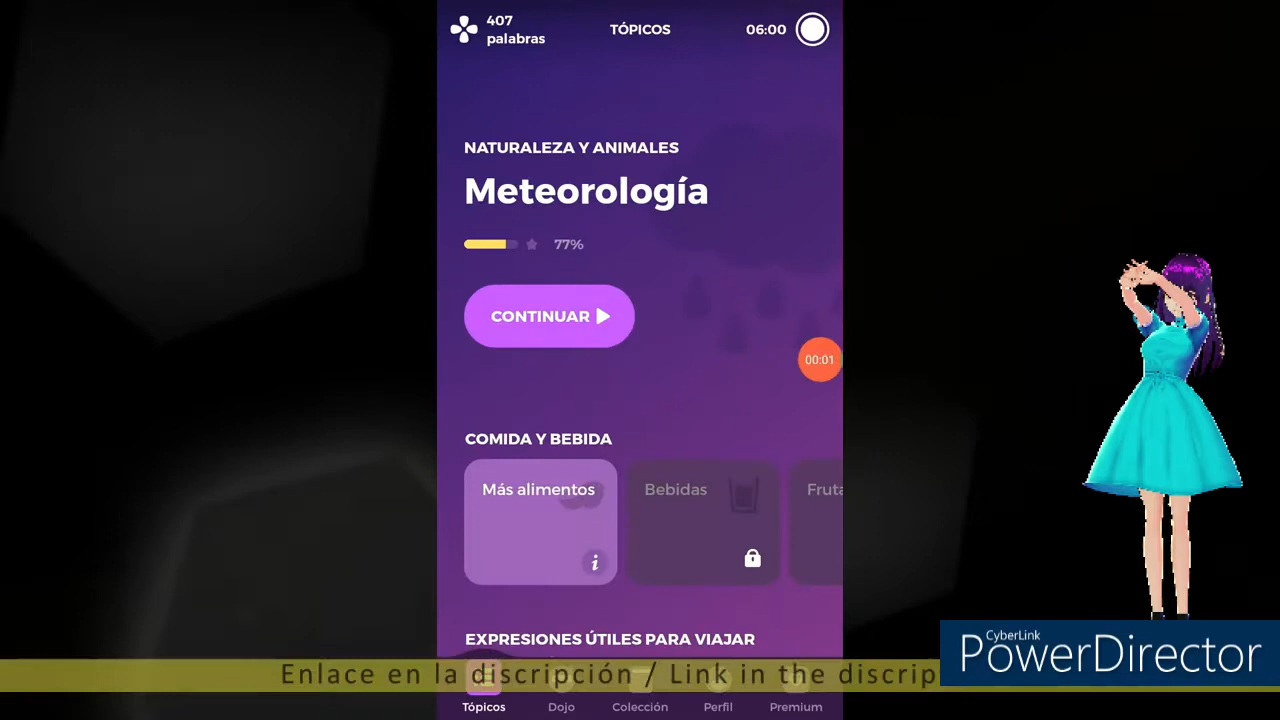 407
palabras
TÓPICOS
06:00
NATURALEZA Y ANIMALES
Meteorología
77%
CONTINUAR
00:01
COMIDA Y BEBIDA
Más alimentos
Bebidas
Fruta
i
EXPRESIONES ÚTILES PARA VIAJAR
CyberLink
PowerDirector
Enlace en la discripción / Link in the discrip
Tópicos
Dojo
Colección
Perfil
Premium